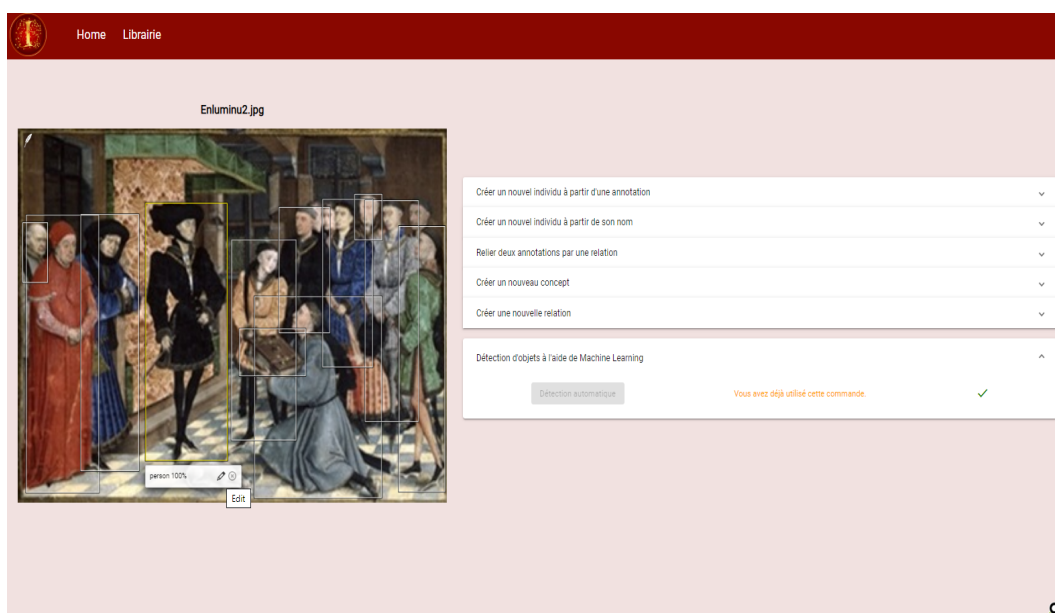 Home Librairie
Enluminu2.jpg
Créer un nouvel individu à partir d'une annotation
Créer un nouvel individu à partir de son nom
Relier deux annotations par une relation
Créer un nouveau concept
Créer une nouvelle relation
Détection d'objets à l'aide de Machine Learning
Détection automatique Vous avez déjà utilisé cette commande.
person 100%
Edit